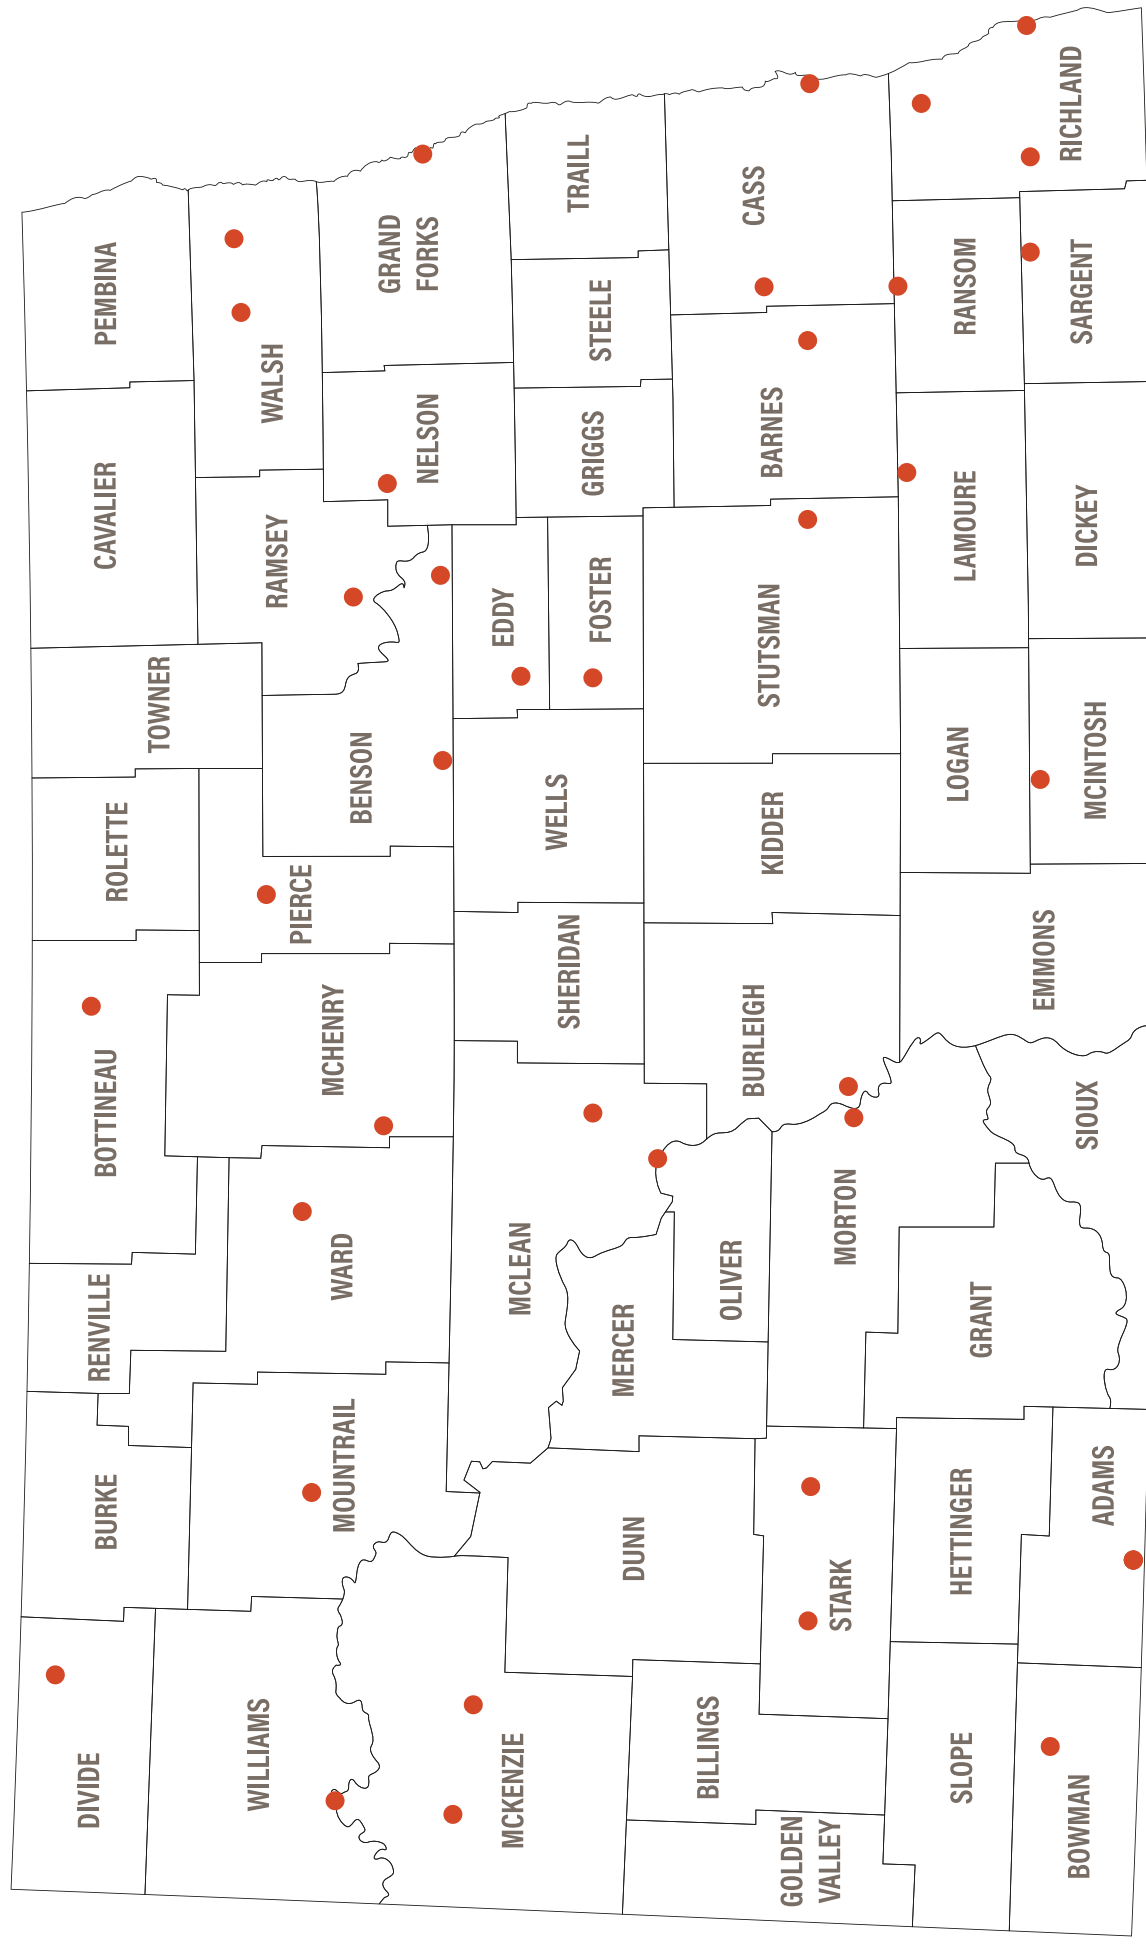 DIVIDE
BURKE
RENVILLE
BOTTINEAU
ROLETTE
TOWNER
CAVALIER
PEMBINA
WILLIAMS
MOUNTRAIL
WARD
MCHENRY
PIERCE
BENSON
RAMSEY
WALSH
NELSON
GRAND
FORKS
MCKENZIE
DUNN
MCLEAN
MERCER
OLIVER
SHERIDAN
WELLS
EDDY
FOSTER
GRIGGS
STEELE
TRAILL
GOLDEN
VALLEY
BILLINGS
STARK
MORTON
BURLEIGH
KIDDER
STUTSMAN
BARNES
CASS
SLOPE
HETTINGER
GRANT
EMMONS
LOGAN
LAMOURE
RANSOM
RICHLAND
BOWMAN
ADAMS
SIOUX
MCINTOSH
DICKEY
SARGENT